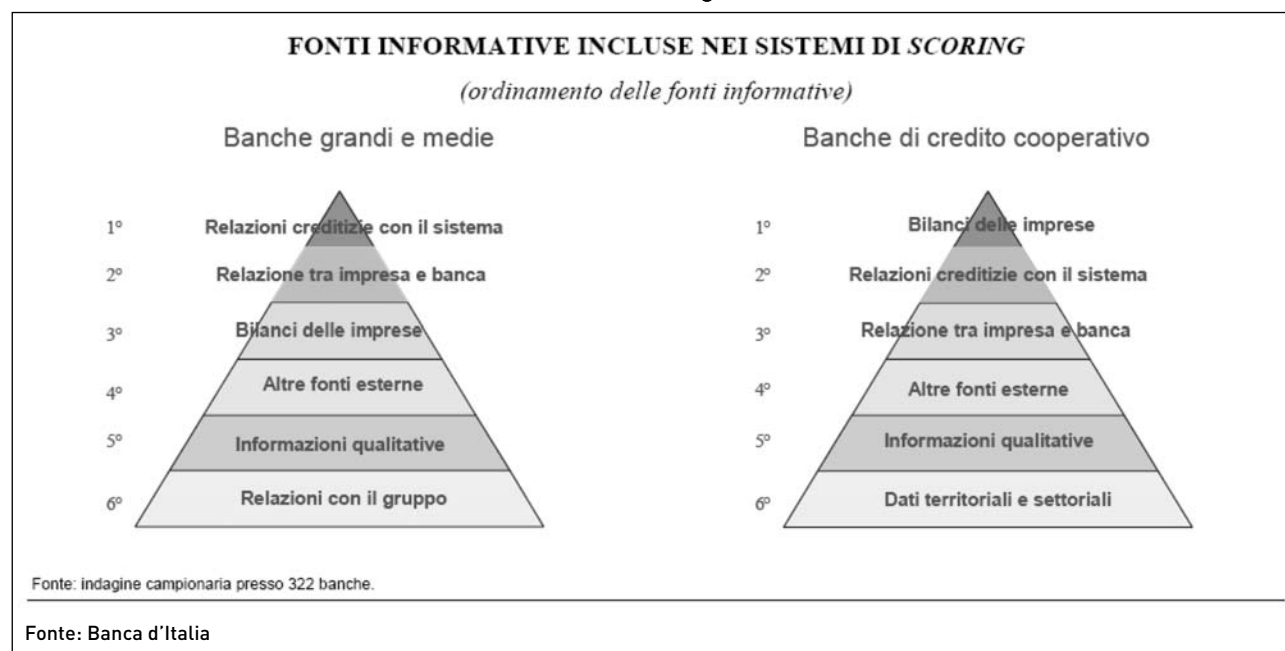 FONTI INFORMATIVE INCLUSE NEI SISTEMI DI SCORING
(ordinamento delle fonti informative)
Banche grandi e medie
1° Relazioni creditizie con il sistema
2° Relazione tra impresa e banca
3° Bilanci delle imprese
4° Altre fonti esterne
5° Informazioni qualitative
6° Relazioni con il gruppo
Banche di credito cooperativo
1° Bilanci delle imprese
2° Relazioni creditizie con il sistema
3° Relazione tra impresa e banca
4° Altre fonti esterne
5° Informazioni qualitative
6° Dati territoriali e settoriali
Fonte: indagine campionaria presso 322 banche.
Fonte: Banca d'Italia